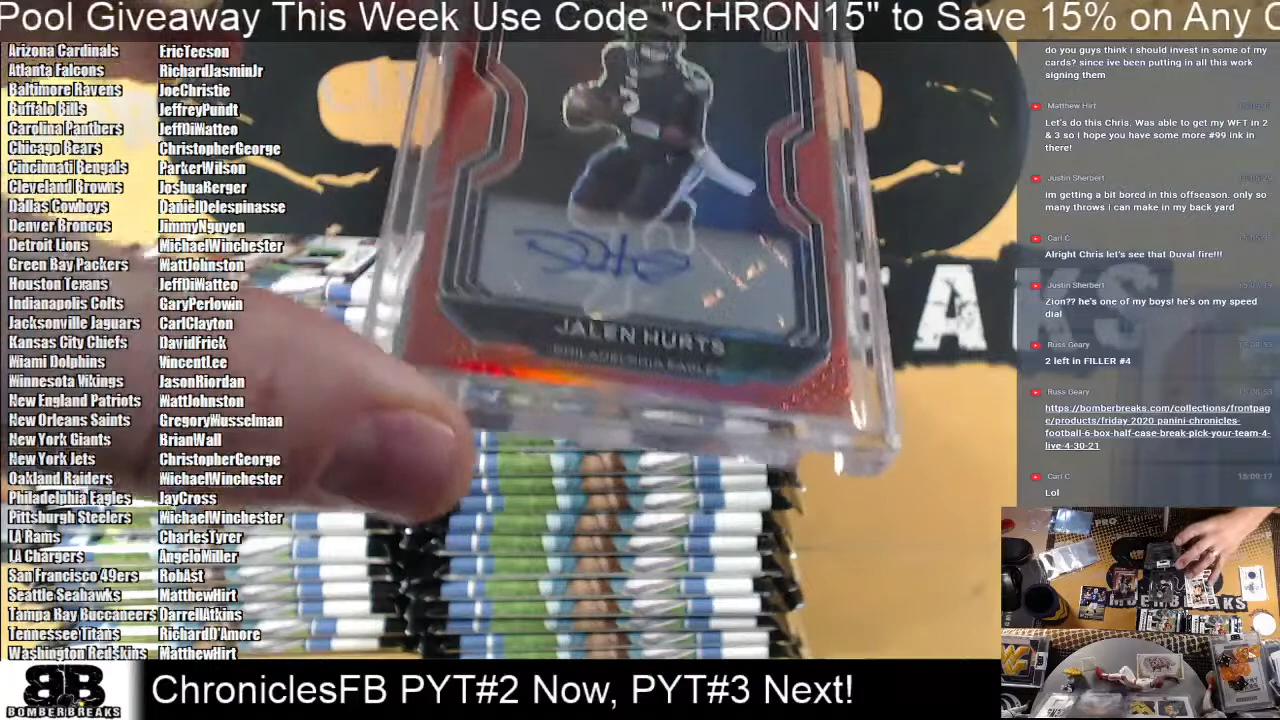 Pool Giveaway This Week Use Code "CHRON15" to Save 15% on Any
Arizona Cardinals EricTecson
Atlanta Falcons RichardJasminJr
Baltimore Ravens JoeChristie
Buffalo Bills JeffreyPundt
Carolina Panthers JeffDiMatteo
Chicago Bears ChristopherGeorge
Cincinnati Bengals ParkerWilson
Cleveland Browns JoshuaBerger
Dallas Cowboys DanielDelespinasse
Denver Broncos JimmyNguyen
Detroit Lions MichaelWinchester
Green Bay Packers MattJohnston
Houston Texans JeffDiMatteo
Indianapolis Colts GaryPerlowin
Jacksonville Jaguars CarlClayton
Kansas City Chiefs DavidFrick
Miami Dolphins VincentLee
Minnesota Vikings JasonRiordan
New England Patriots MattJohnston
New Orleans Saints GregoryWusselman
New York Giants BrianWall
New York Jets ChristopherGeorge
Oakland Raiders MichaelWinchester
Philadelphia Eagles JayCross
Pittsburgh Steelers MichaelWinchester
LA Rams CharlesTyrer
LA Chargers AngeloMiller
San Francisco 49ers RobAst
Seattle Seahawks MatthewHirt
Tampa Bay Buccaneers DarrellAtkins
Tennessee Titans RichardD'Amore
Washington Redskins MatthewHirt
JALEN HURTS
PHILADELPHIA EAGLES
do you guys think i should invest in some of my
cards? since ive been putting in all this work
signing them
Matthew Hirt
Let's do this Chris. Was able to get my WFT in 2
& 3 so I hope you have some more #99 ink in
there!
Justin Sherbert
im getting a bit bored in this offseason. only so
many throws i can make in my back yard
Carl C
Alright Chris let's see that Duval fire!!!
Justin Sherbert
Zion?? he's one of my boys! he's on my speed
dial
Russ Geary
2 left in FILLER #4
Russ Geary
https://bomberbreaks.com/collections/frontpag
e/products/friday-2020-panini-chronicles-
football-6-box-half-case-break-pick-your-team-4-
live-4-30-21
Carl C
Lol
BB
BOMBERBREAKS
ChroniclesFB PYT#2 Now, PYT#3 Next!